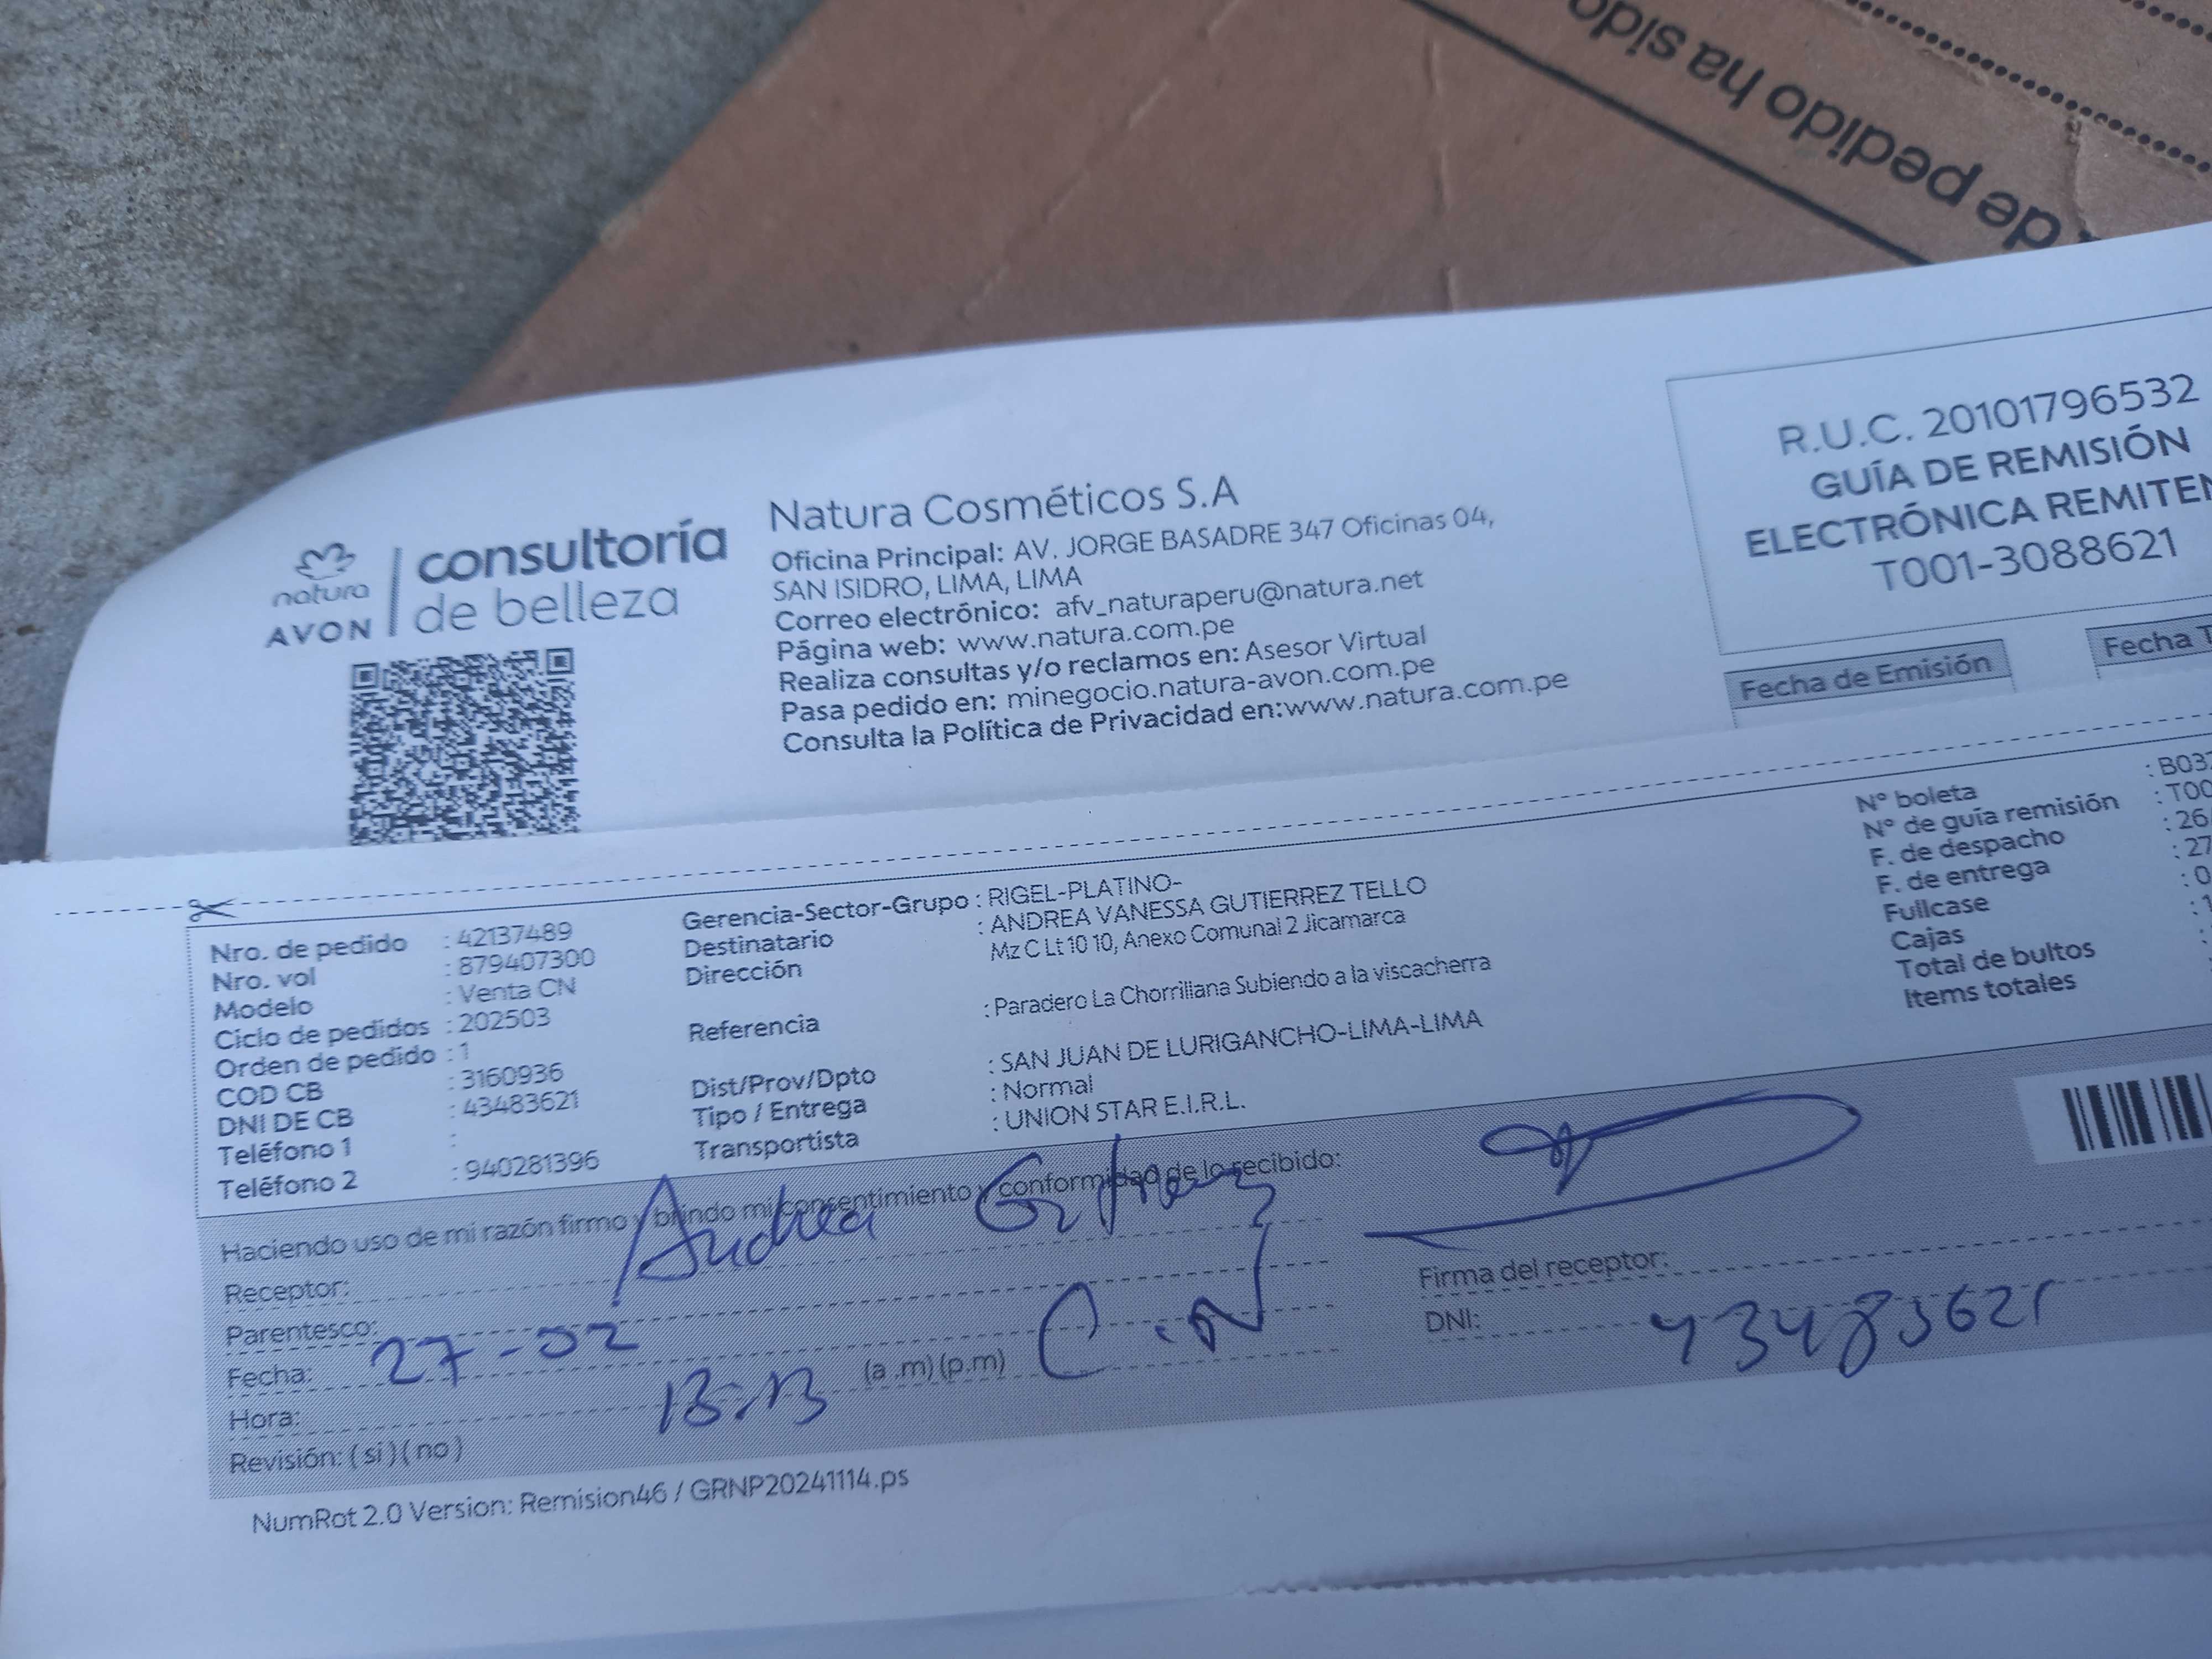 de pedido ha sido
natura
AVON
consultoría
de belleza
Natura Cosméticos S.A
Oficina Principal: AV. JORGE BASADRE 347 Oficinas 04,
SAN ISIDRO, LIMA, LIMA
Correo electrónico: afv_naturaperu@natura.net
Página web: www.natura.com.pe
Realiza consultas y/o reclamos en: Asesor Virtual
Pasa pedido en: minegocio.natura-avon.com.pe
Consulta la Política de Privacidad en:www.natura.com.pe
R.U.C. 20101796532
GUÍA DE REMISIÓN
ELECTRÓNICA REMITEN
T001-3088621
Fecha de Emisión
Fecha T
Nro. de pedido : 42137489
Nro. vol : 879407300
Modelo : Venta CN
Ciclo de pedidos : 202503
Orden de pedido : 1
COD CB : 3160936
DNI DE CB : 43483621
Teléfono 1 :
Teléfono 2 : 940281396
Gerencia-Sector-Grupo : RIGEL-PLATINO-
Destinatario : ANDREA VANESSA GUTIERREZ TELLO
Dirección Mz C Lt 10 10, Anexo Comunal 2 Jicamarca
Referencia : Paradero La Chorrillana Subiendo a la viscacherra
Dist/Prov/Dpto : SAN JUAN DE LURIGANCHO-LIMA-LIMA
Tipo / Entrega : Normal
Transportista : UNION STAR E.I.R.L.
N° boleta : B03
N° de guía remisión : T00
F. de despacho : 26
F. de entrega : 27
Fullcase : 0
Cajas : 1
Total de bultos :
Items totales
Haciendo uso de mi razón firmo y brindo mi consentimiento y conformidad de lo recibido:
Receptor: Andrea
Parentesco:
Fecha: 27-02
Hora: 13:13 (a .m) (p.m)
Revisión: ( si ) ( no )
Firma del receptor:
DNI: 43483621
NumRot 2.0 Version: Remision46 / GRNP20241114.ps